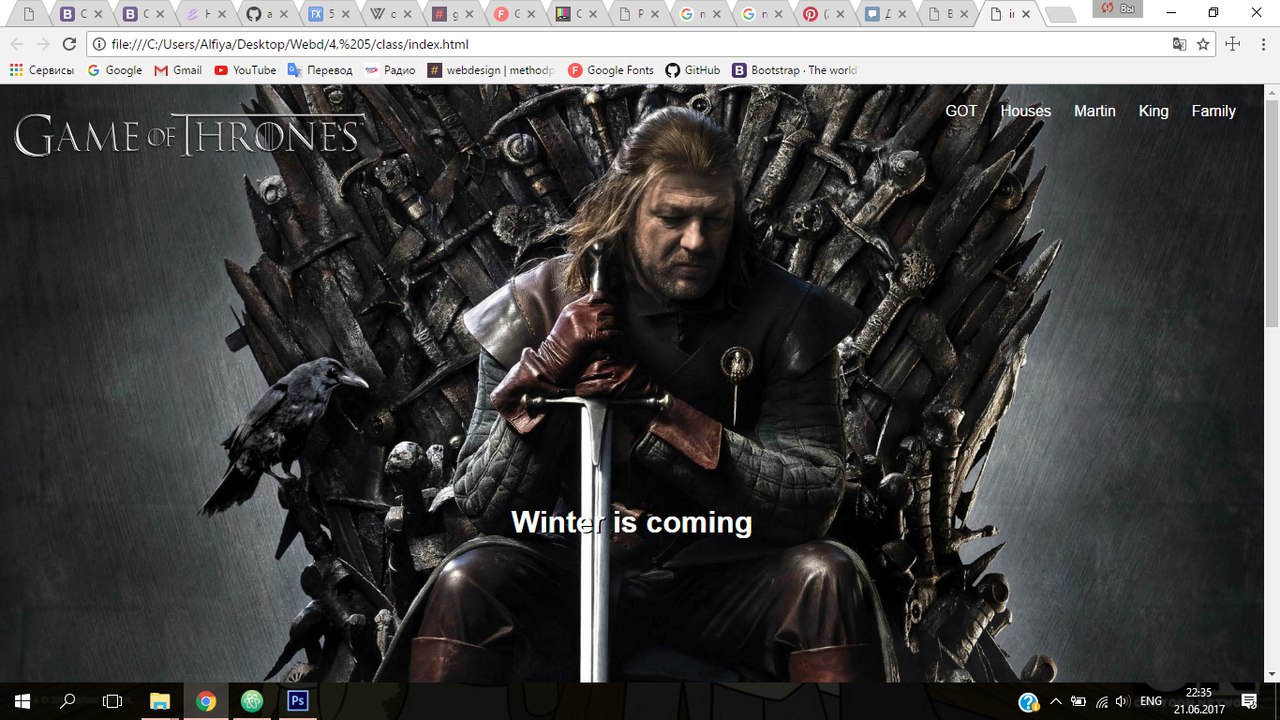 Вы
file:///C:/Users/Alfiya/Desktop/Webd/4,%205/class/index.html
Сервисы Google Gmail YouTube Перевод Радио webdesign | methodp Google Fonts GitHub Bootstrap - The world
GAME OF THRONES
GOT Houses Martin King Family
Winter is coming
Ps
ENG
22:35
21.06.2017